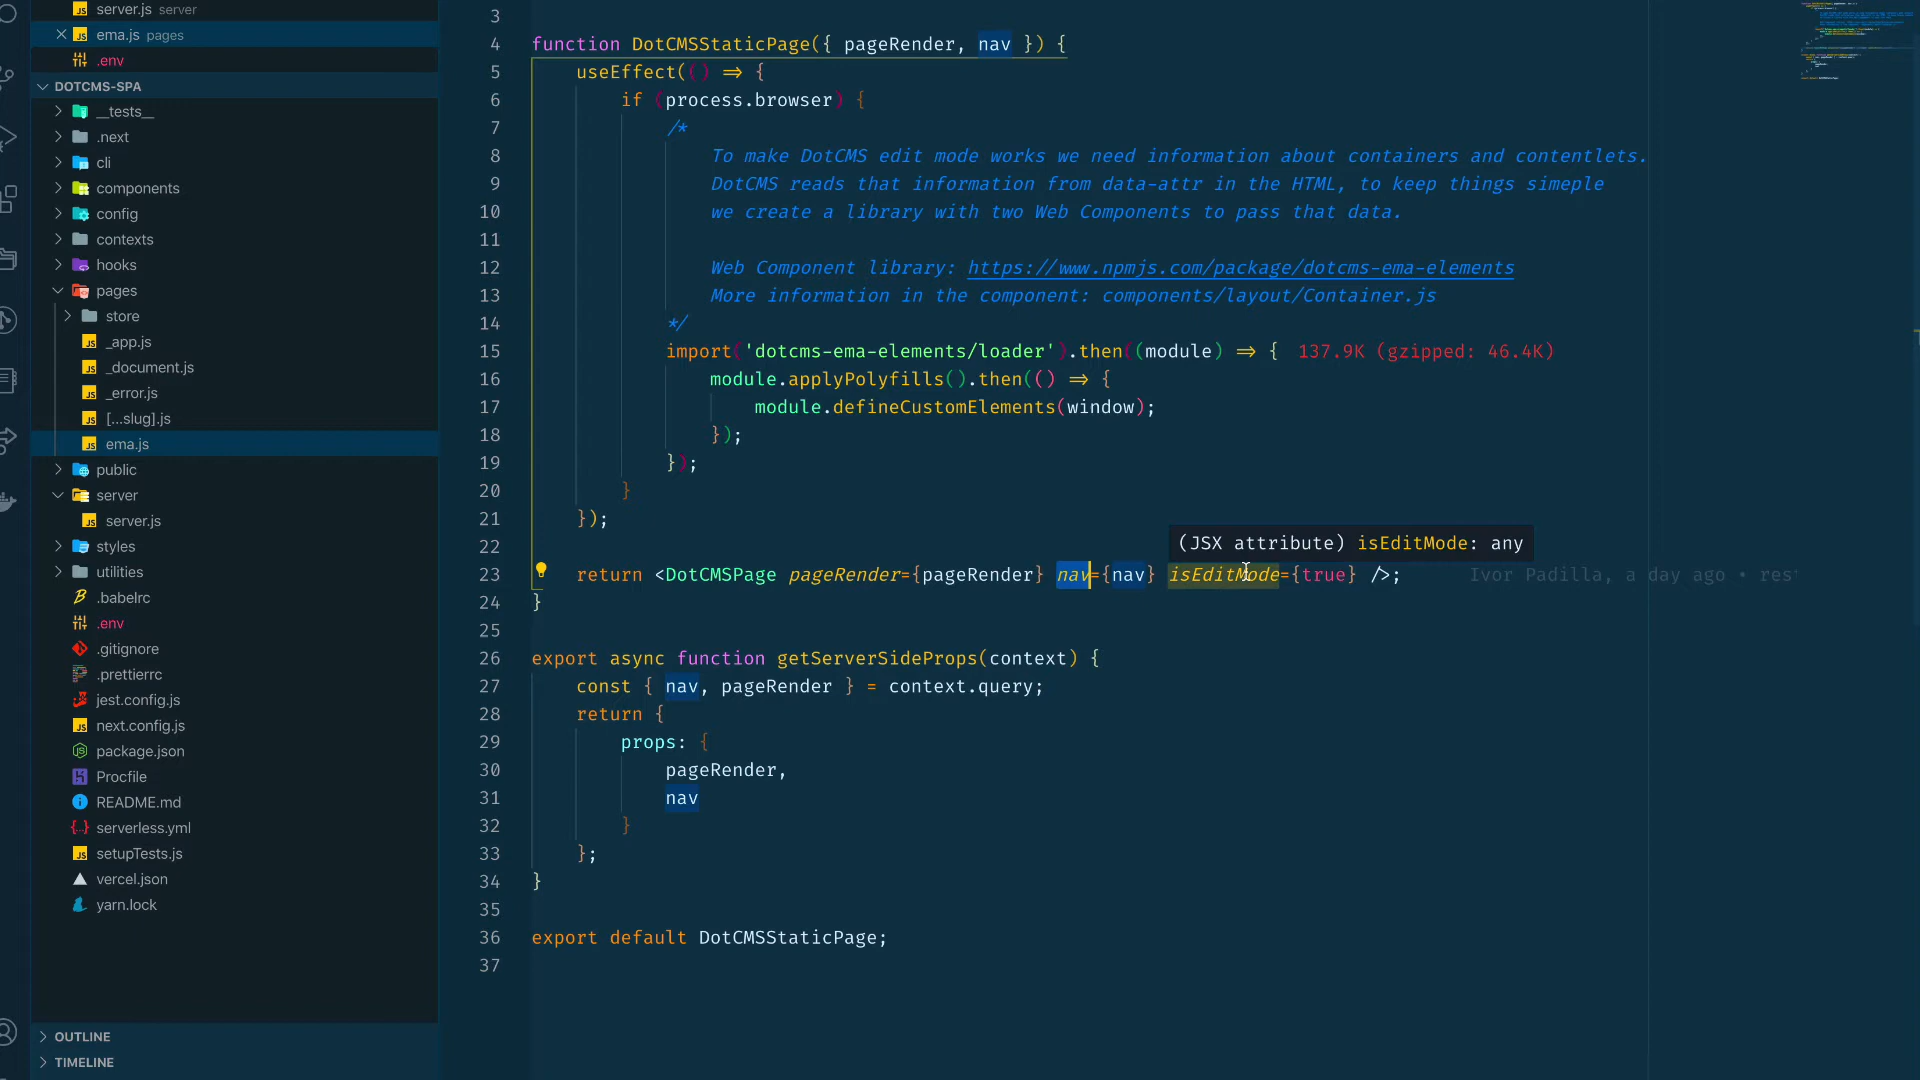 server.js server
ema.js pages
.env
DOTCMS-SPA
__tests__
.next
cli
components
config
contexts
hooks
pages
store
_app.js
_document.js
_error.js
[...slug].js
ema.js
public
server
server.js
styles
utilities
.babelrc
.env
.gitignore
.prettierrc
jest.config.js
next.config.js
package.json
Procfile
README.md
serverless.yml
setupTests.js
vercel.json
yarn.lock
OUTLINE
TIMELINE
3
4 function DotCMSStaticPage({ pageRender, nav }) {
5 useEffect(() => {
6 if (process.browser) {
7 /*
8 To make DotCMS edit mode works we need information about containers and contentlets.
9 DotCMS reads that information from data-attr in the HTML, to keep things simeple
10 we create a library with two Web Components to pass that data.
11
12 Web Component library: https://www.npmjs.com/package/dotcms-ema-elements
13 More information in the component: components/layout/Container.js
14 */
15 import('dotcms-ema-elements/loader').then((module) => { 137.9K (gzipped: 46.4K)
16 module.applyPolyfills().then(() => {
17 module.defineCustomElements(window);
18 });
19 });
20 }
21 });
22
(JSX attribute) isEditMode: any
23 return <DotCMSPage pageRender={pageRender} nav={nav} isEditMode={true} />; Ivor Padilla, a day ago • res
24 }
25
26 export async function getServerSideProps(context) {
27 const { nav, pageRender } = context.query;
28 return {
29 props: {
30 pageRender,
31 nav
32 }
33 };
34 }
35
36 export default DotCMSStaticPage;
37